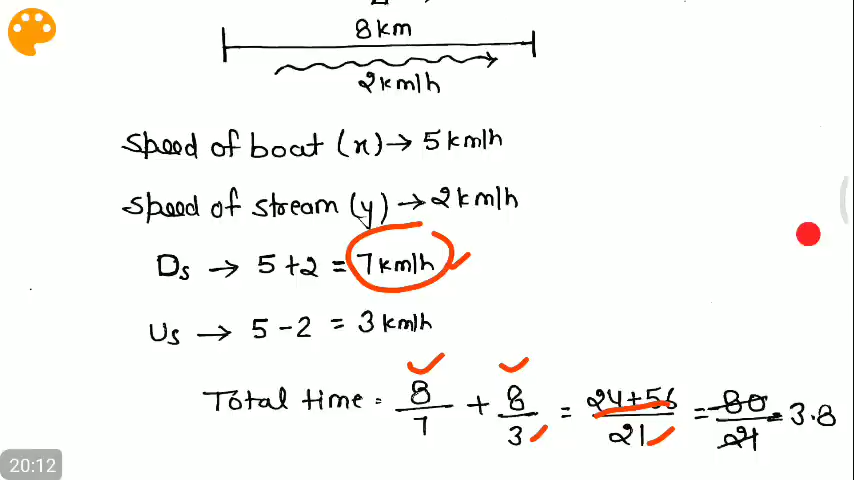 8km
2km/h
Speed of boat (x) → 5km/h
Speed of stream (y) → 2km/h
Ds → 5+2 = 7km/h
Us → 5-2 = 3km/h
Total time = 8/7 + 8/3 = 24+56/21 = 80/21 = 3.8
20:12